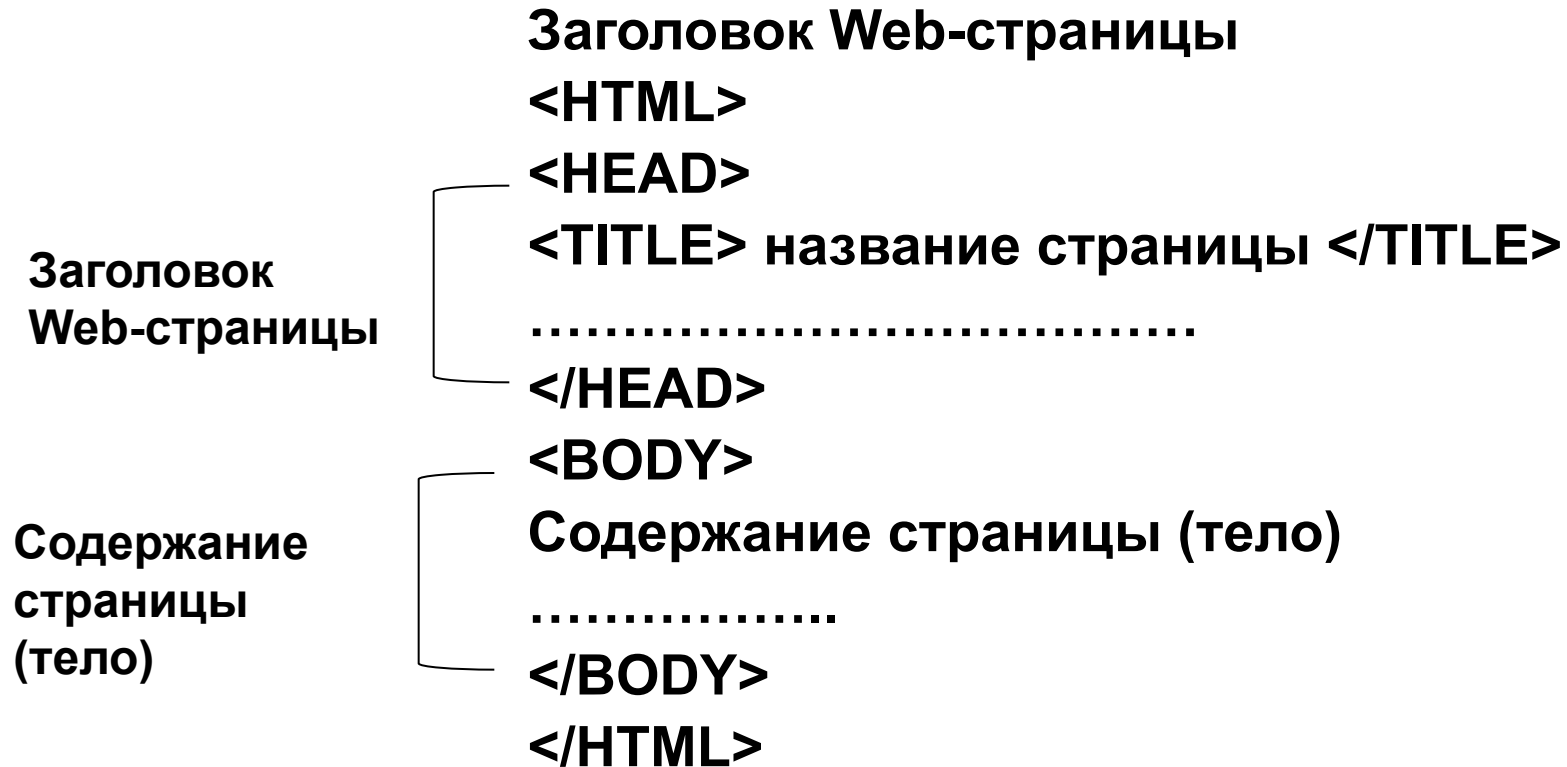 Заголовок Web-страницы
<HTML>
<HEAD>
<TITLE> название страницы </TITLE>
Заголовок
Web-страницы
………………………………
</HEAD>
<BODY>
Содержание страницы (тело)
Содержание
страницы
(тело)
……………..
</BODY>
</HTML>